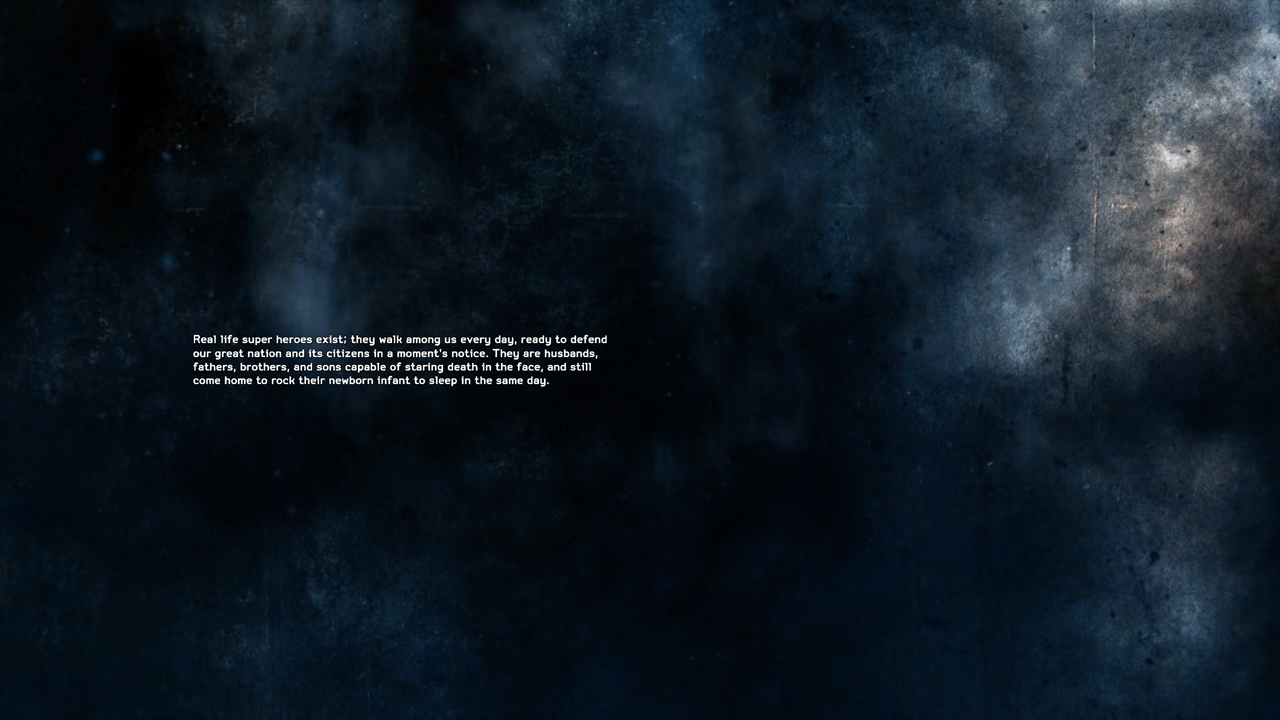 Real life super heroes exist; they walk among us every day, ready to defend
our great nation and its citizens in a moment's notice. They are husbands,
fathers, brothers, and sons capable of staring death in the face, and still
come home to rock their newborn infant to sleep in the same day.